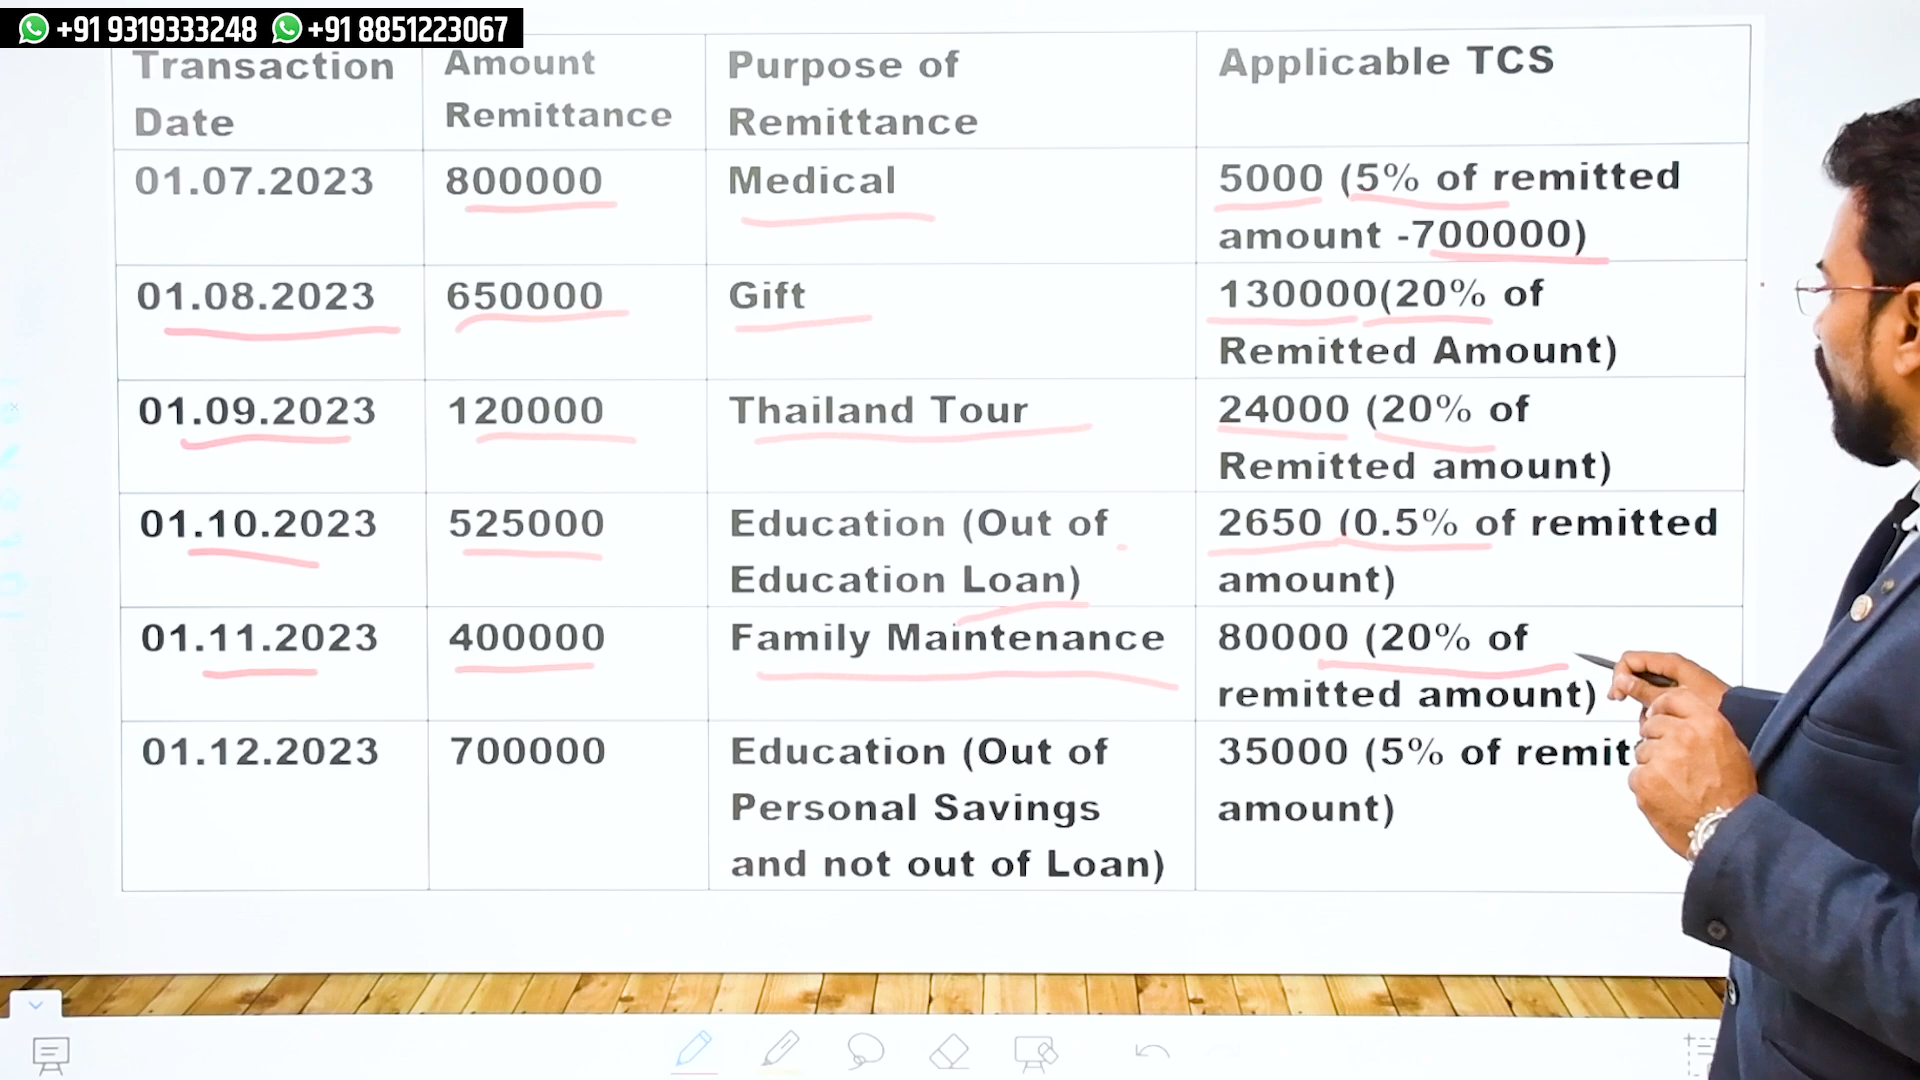 +91 9319333248 +91 8851223067
Transaction Date
Amount Remittance
Purpose of Remittance
Applicable TCS
01.07.2023
800000
Medical
5000 (5% of remitted
amount -700000)
01.08.2023
650000
Gift
130000(20% of
Remitted Amount)
01.09.2023
120000
Thailand Tour
24000 (20% of
Remitted amount)
01.10.2023
525000
Education (Out of
Education Loan)
2650 (0.5% of remitted
amount)
01.11.2023
400000
Family Maintenance
80000 (20% of
remitted amount)
01.12.2023
700000
Education (Out of
Personal Savings
and not out of Loan)
35000 (5% of remit
amount)